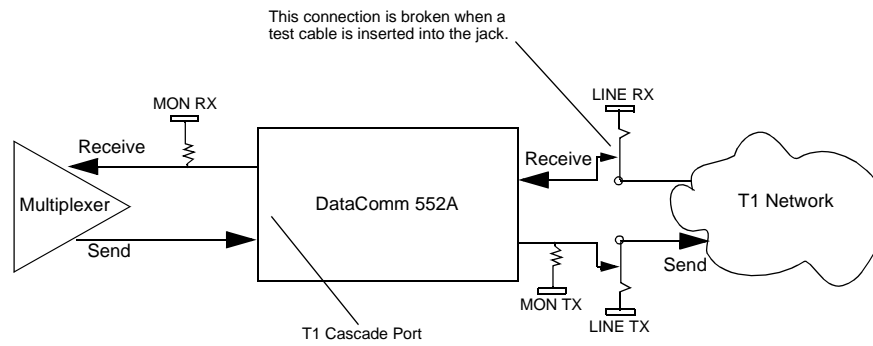 This connection is broken when a
test cable is inserted into the jack.
MON RX
LINE RX
Receive
Receive
Multiplexer
DataComm 552A
T1 Network
Send
Send
MON TX
T1 Cascade Port
LINE TX